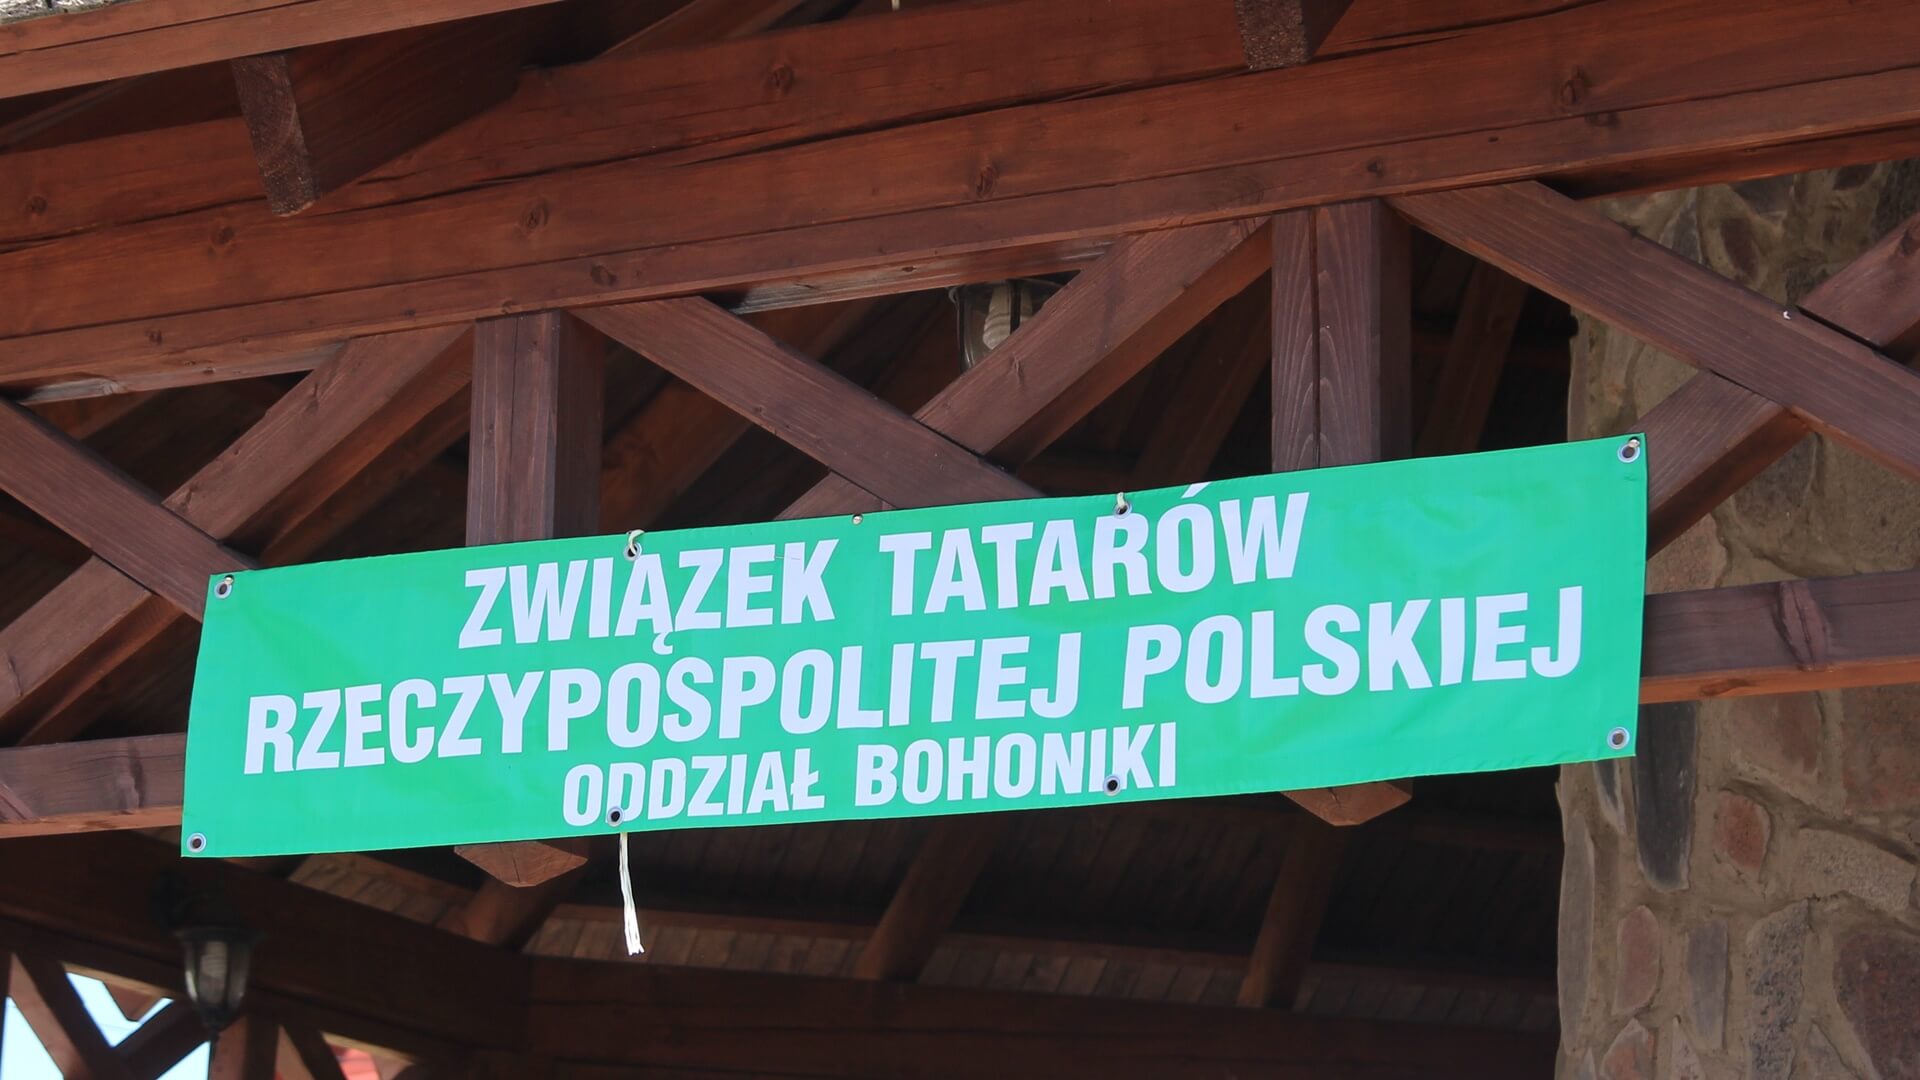 ZWIĄZEK TATARÓW
RZECZYPOSPOLITEJ POLSKIEJ
ODDZIAŁ BOHONIKI